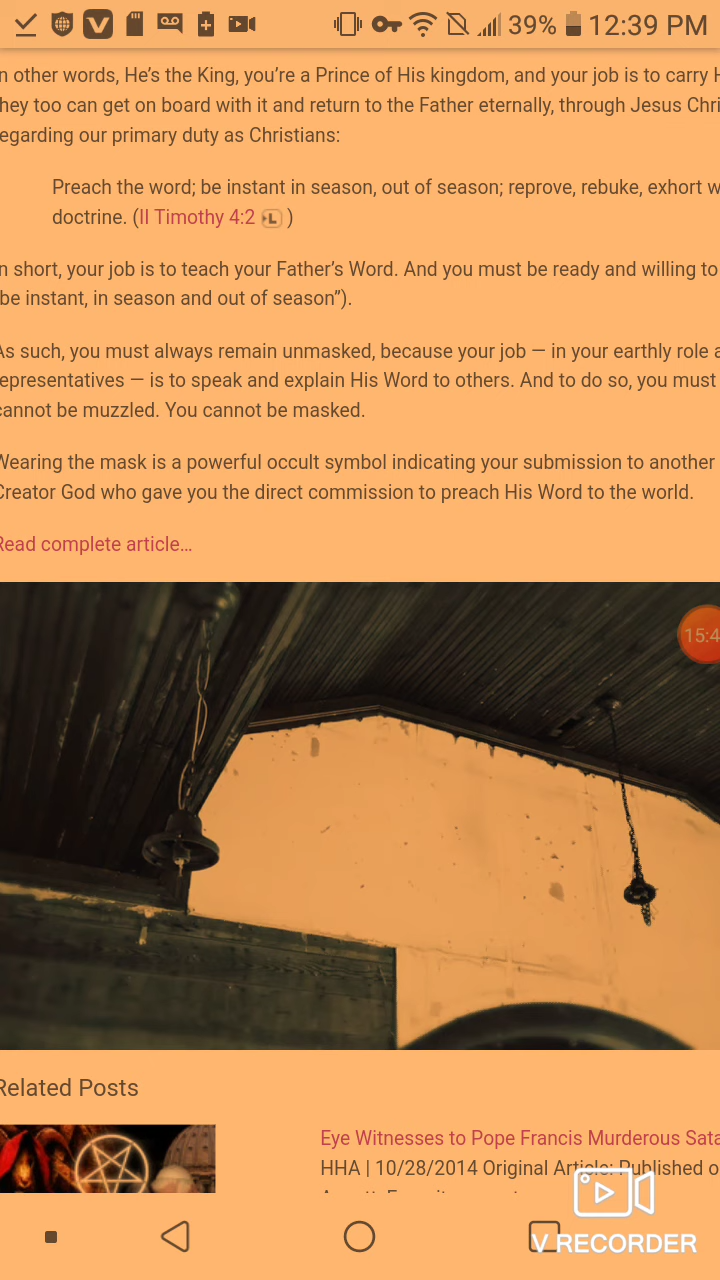 39% 12:39 PM
n other words, He's the King, you're a Prince of His kingdom, and your job is to carry H
hey too can get on board with it and return to the Father eternally, through Jesus Chri
egarding our primary duty as Christians:
Preach the word; be instant in season, out of season; reprove, rebuke, exhort w
doctrine. (II Timothy 4:2 L )
n short, your job is to teach your Father's Word. And you must be ready and willing to
be instant, in season and out of season").
As such, you must always remain unmasked, because your job — in your earthly role a
epresentatives — is to speak and explain His Word to others. And to do so, you must
cannot be muzzled. You cannot be masked.
Wearing the mask is a powerful occult symbol indicating your submission to another
Creator God who gave you the direct commission to preach His Word to the world.
Read complete article…
15:4
Related Posts
Eye Witnesses to Pope Francis Murderous Sata
HHA | 10/28/2014 Original Article: Published o
V RECORDER